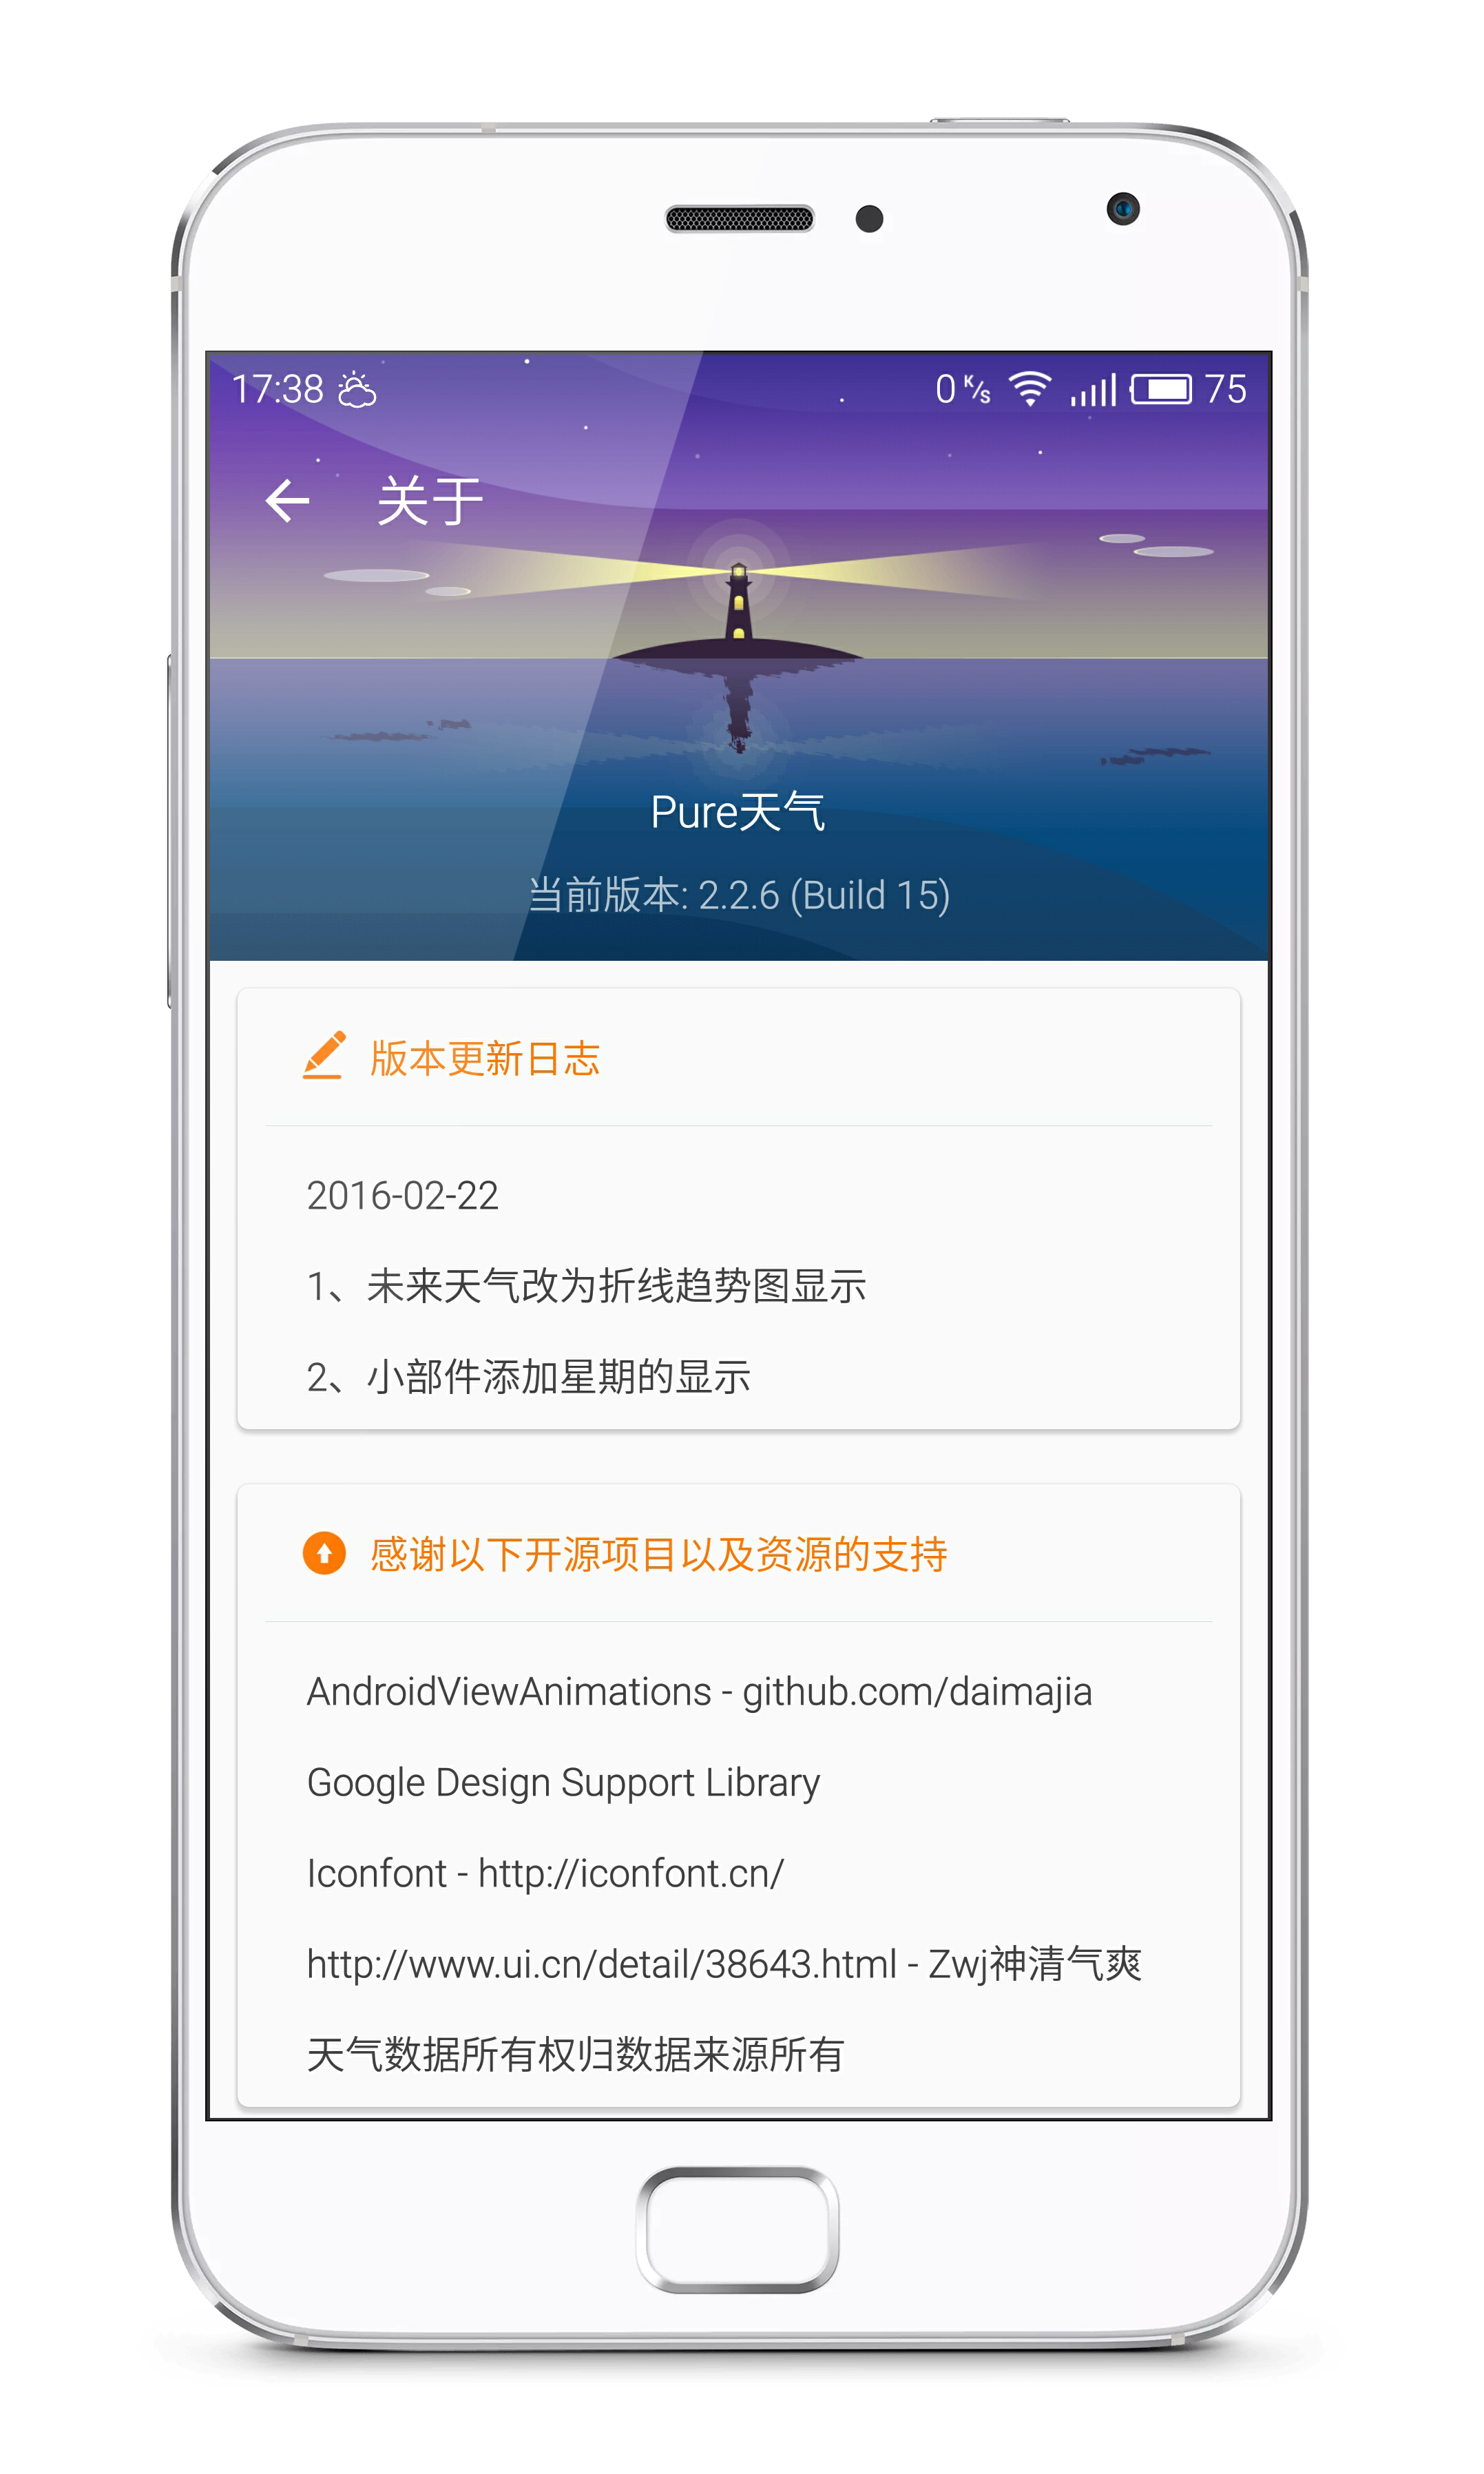 17:38
0 K/s
75
关于
Pure天气
当前版本: 2.2.6 (Build 15)
版本更新日志
2016-02-22
1、未来天气改为折线趋势图显示
2、小部件添加星期的显示
感谢以下开源项目以及资源的支持
AndroidViewAnimations - github.com/daimajia
Google Design Support Library
Iconfont - http://iconfont.cn/
http://www.ui.cn/detail/38643.html - Zwj神清气爽
天气数据所有权归数据来源所有